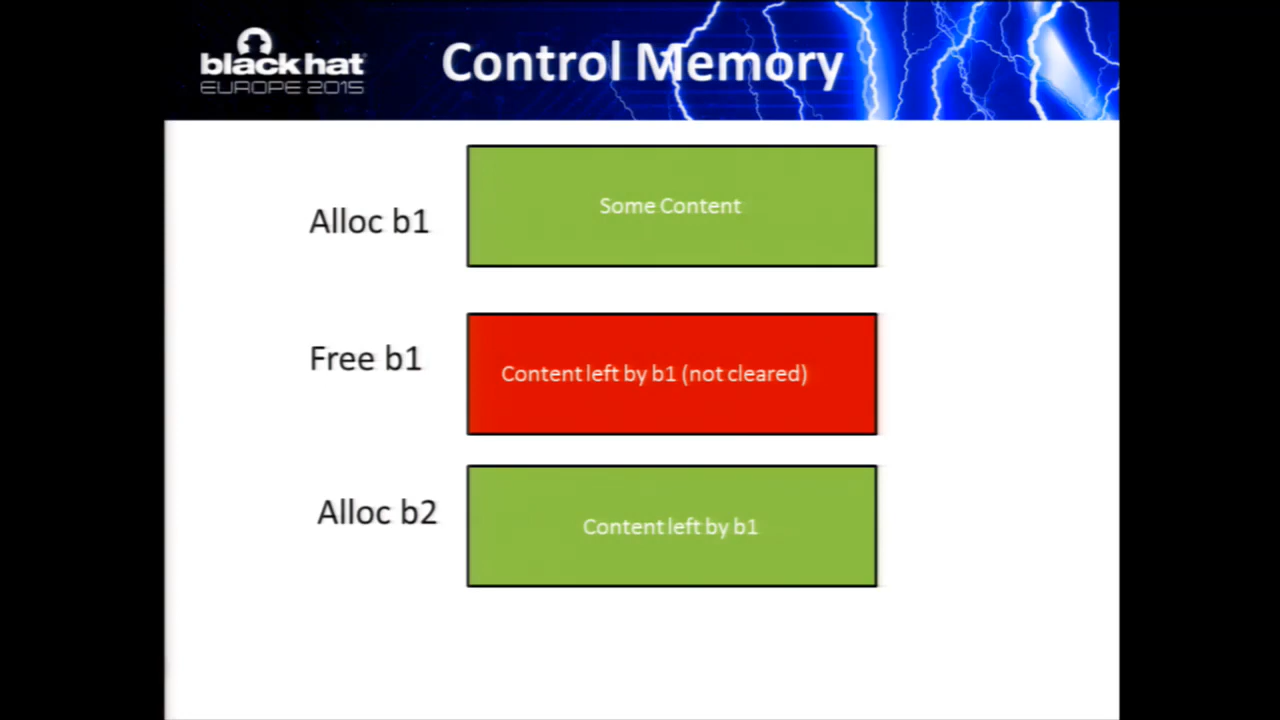 black hat
EUROPE 2015
Control Memory
Alloc b1
Some Content
Free b1
Content left by b1 (not cleared)
Alloc b2
Content left by b1